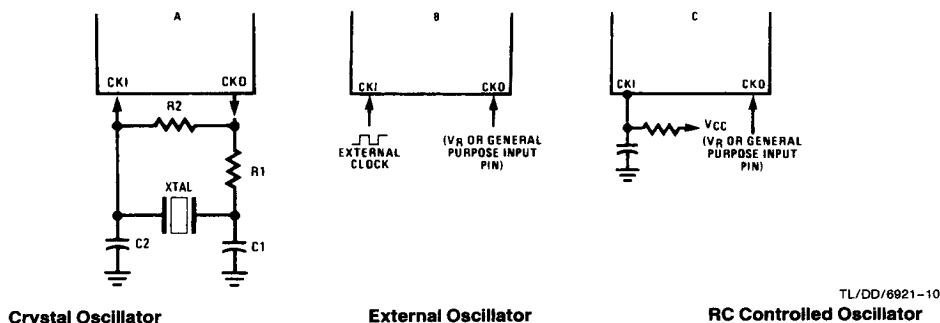 A
CKI CKO
R2
R1
XTAL
C2
C1
B
CKI CKO
EXTERNAL
CLOCK
(VR OR GENERAL
PURPOSE INPUT
PIN)
C
CKI CKO
VCC
(VR OR GENERAL
PURPOSE INPUT
PIN)
TL/DD/6921–10
Crystal Oscillator
External Oscillator
RC Controlled Oscillator